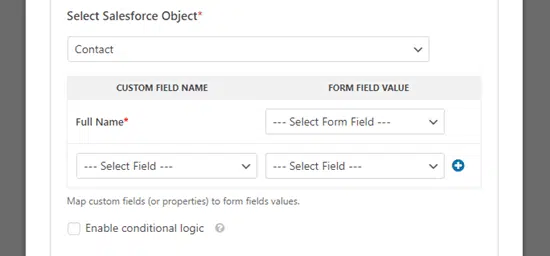 Select Salesforce Object*
Contact
CUSTOM FIELD NAME FORM FIELD VALUE
Full Name* --- Select Form Field ---
--- Select Field --- --- Select Field ---
Map custom fields (or properties) to form fields values.
Enable conditional logic ?